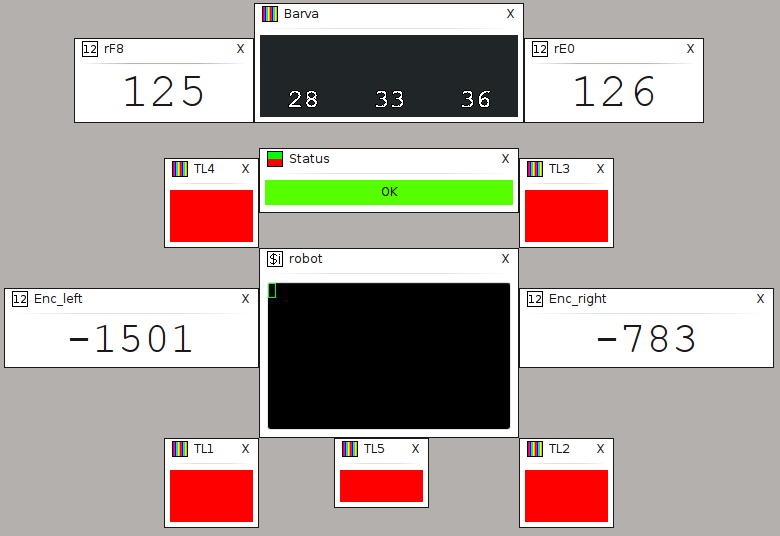 Barva X
28 33 36
12 rF8 X
125
12 rE0 X
126
TL4 X
Status X
OK
TL3 X
$i robot X
12 Enc_left X
-1501
12 Enc_right X
-783
TL1 X
TL5 X
TL2 X